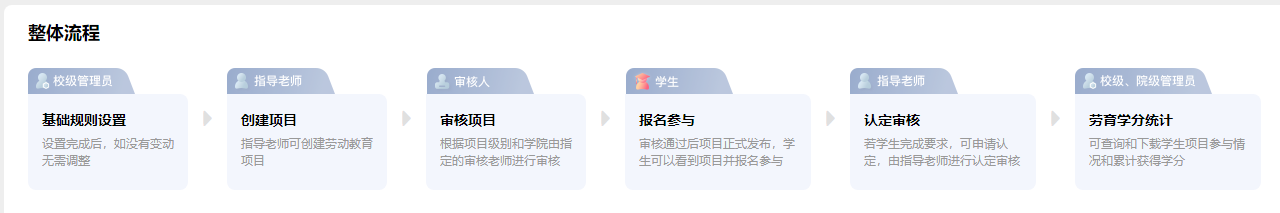 整体流程
校级管理员
基础规则设置
设置完成后，如没有变动
无需调整
指导老师
创建项目
指导老师可创建劳动教育
项目
审核人
审核项目
根据项目级别和学院由指
定的审核老师进行审核
学生
报名参与
审核通过后项目正式发布，学
生可以看到项目并报名参与
指导老师
认定审核
若学生完成要求，可申请认
定，由指导老师进行认定审核
校级、院级管理员
劳育学分统计
可查询和下载学生项目参与情
况和累计获得学分